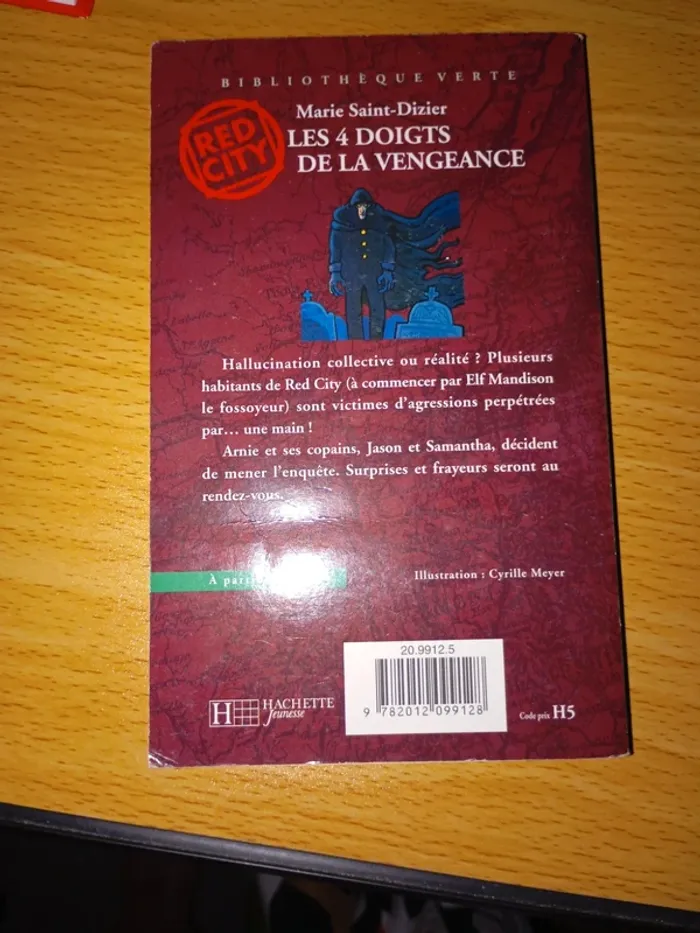 BIBLIOTHÈQUE VERTE
Marie Saint-Dizier
RED
CITY
LES 4 DOIGTS
DE LA VENGEANCE
Hallucination collective ou réalité ? Plusieurs
habitants de Red City (à commencer par Elf Mandison
le fossoyeur) sont victimes d'agressions perpétrées
par… une main !
Arnie et ses copains, Jason et Samantha, décident
de mener l'enquête. Surprises et frayeurs seront au
rendez-vous.
À
Illustration : Cyrille Meyer
20.9912.5
9 782012 099128
H HACHETTE
Jeunesse
Code prix H5